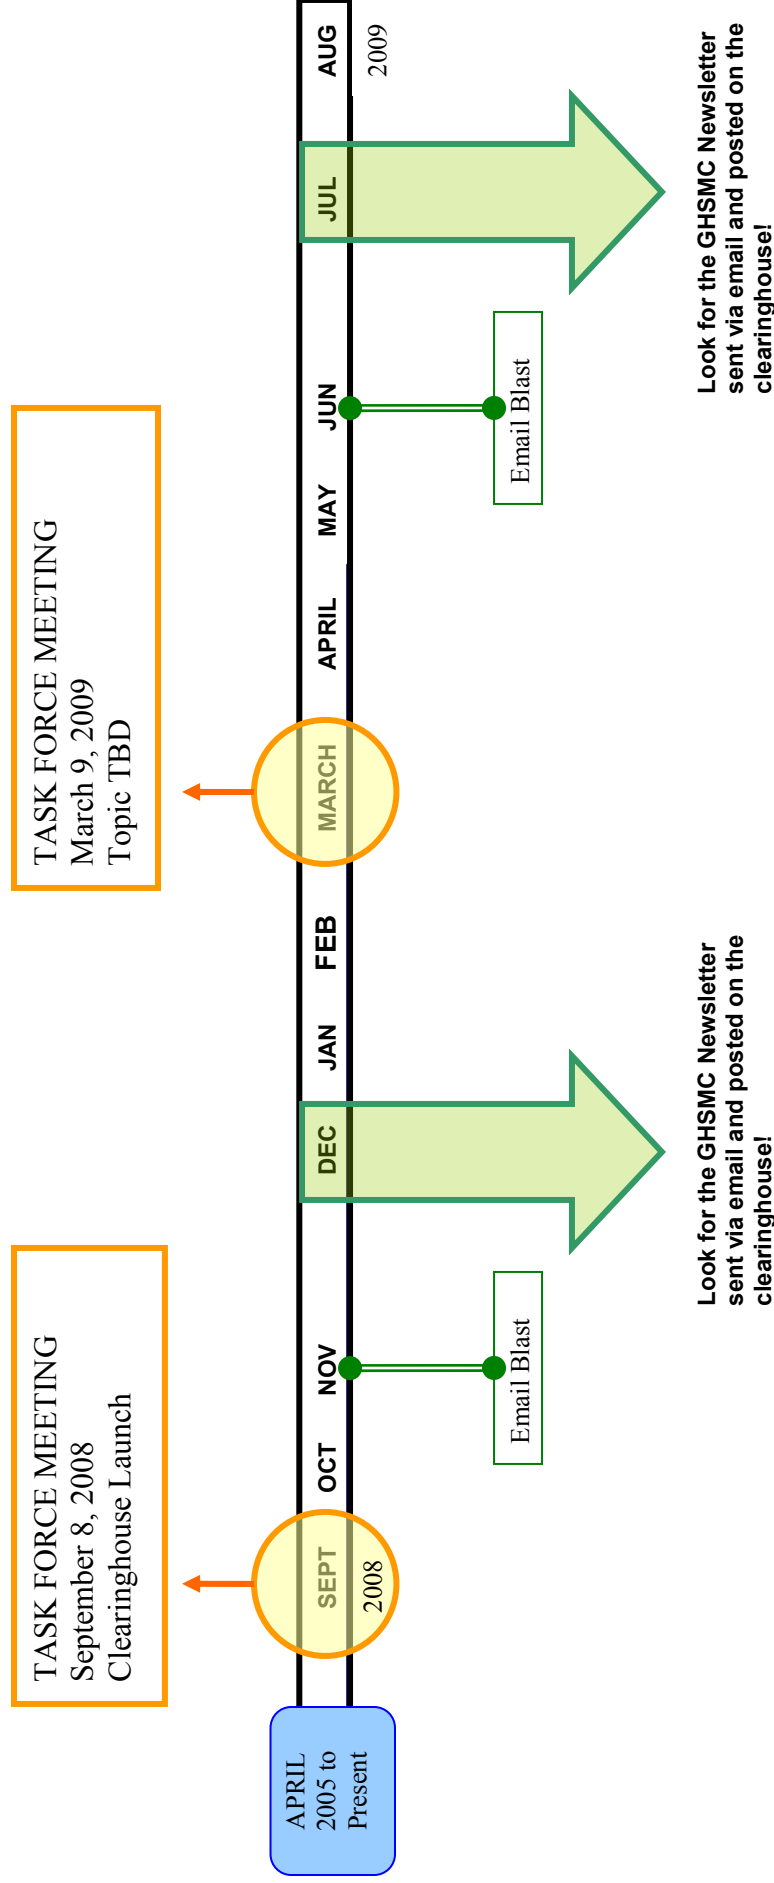 TASK FORCE MEETING
September 8, 2008
Clearinghouse Launch
TASK FORCE MEETING
March 9, 2009
Topic TBD
APRIL
2005 to
Present
SEPT
2008
OCT
NOV
DEC
JAN
FEB
MARCH
APRIL
MAY
JUN
JUL
AUG
2009
Email Blast
Email Blast
Look for the GHSMC Newsletter
sent via email and posted on the
clearinghouse!
Look for the GHSMC Newsletter
sent via email and posted on the
clearinghouse!